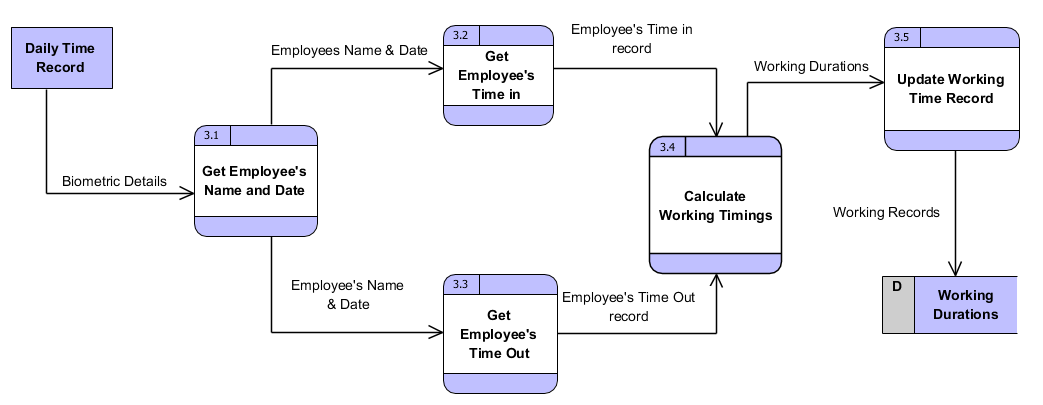 Daily Time
Record
Biometric Details
3.1
Get Employee's
Name and Date
Employees Name & Date
3.2
Get
Employee's
Time in
Employee's Time in
record
Employee's Name
& Date
3.3
Get
Employee's
Time Out
Employee's Time Out
record
3.4
Calculate
Working Timings
Working Durations
3.5
Update Working
Time Record
Working Records
D
Working
Durations